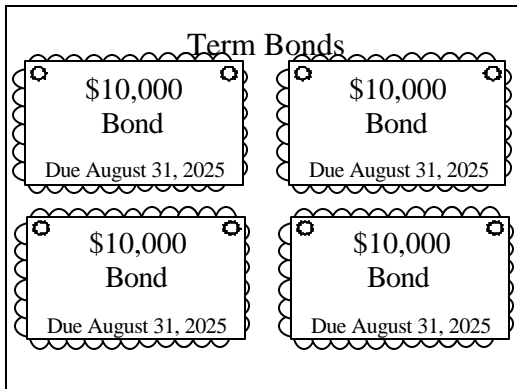 Term Bonds
$10,000
Bond
Due August 31, 2025
$10,000
Bond
Due August 31, 2025
$10,000
Bond
Due August 31, 2025
$10,000
Bond
Due August 31, 2025